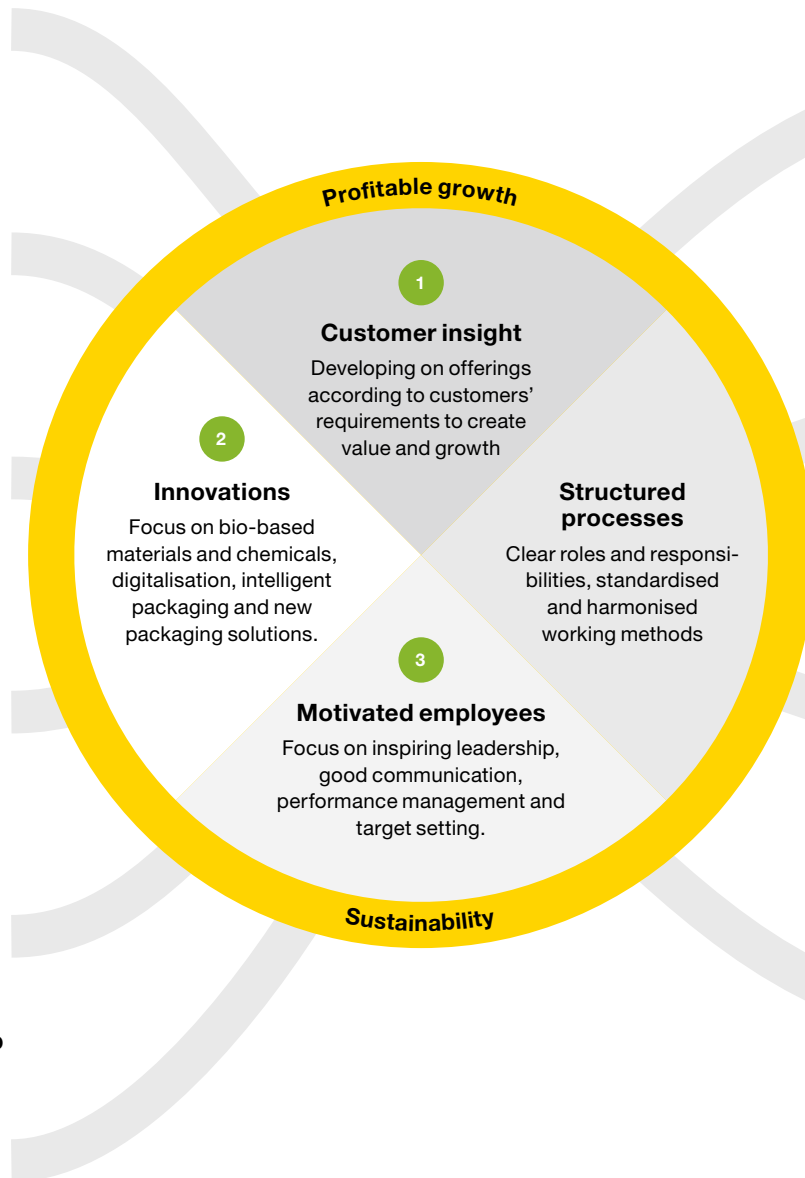 Profitable growth
1
Customer insight
Developing on offerings
according to customers’
requirements to create
value and growth
2
Innovations
Focus on bio-based
materials and chemicals,
digitalisation, intelligent
packaging and new
packaging solutions.
Structured
processes
Clear roles and responsi-
bilities, standardised
and harmonised
working methods
3
Motivated employees
Focus on inspiring leadership,
good communication,
performance management and
target setting.
Sustainability